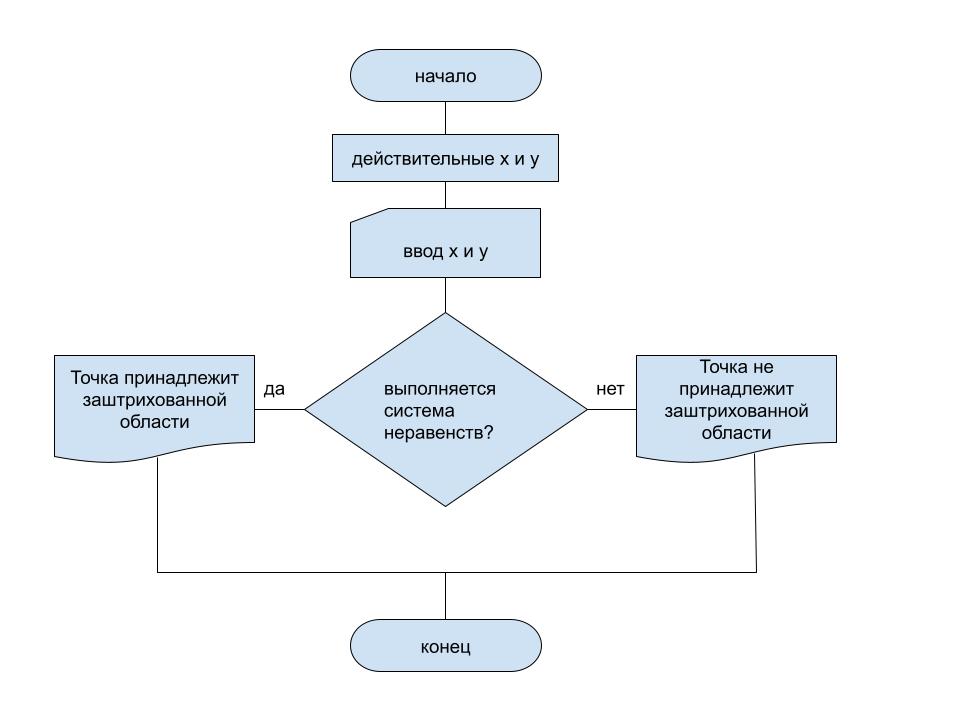 начало
действительные х и у
ввод х и у
Точка принадлежит
заштрихованной
области
да
выполняется
система
неравенств?
нет
Точка не
принадлежит
заштрихованной
области
конец